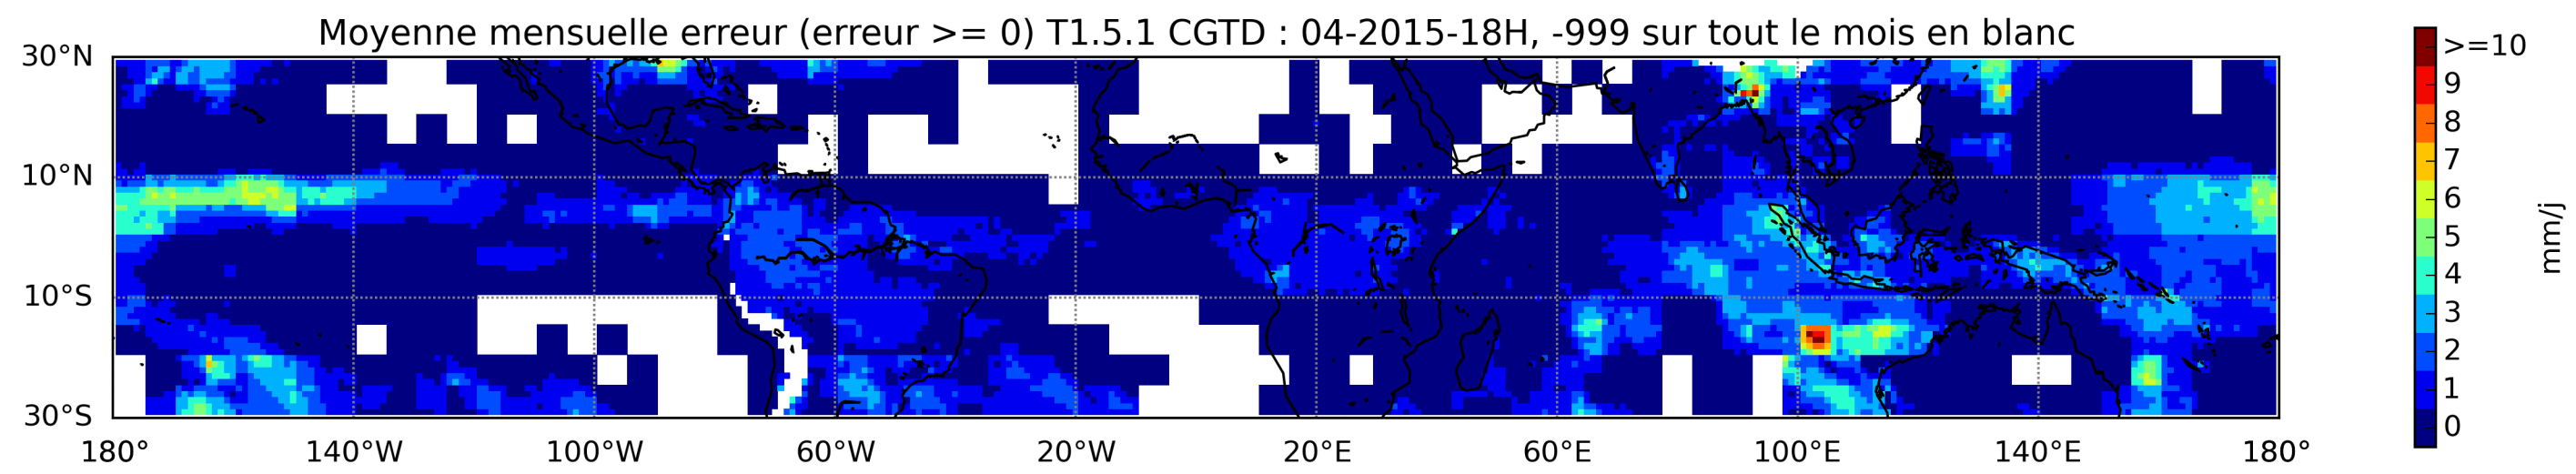 Moyenne mensuelle erreur (erreur >= 0) T1.5.1 CGTD : 04-2015-18H, -999 sur tout le mois en blanc
30°N
10°N
10°S
30°S
180° 140°W 100°W 60°W 20°W 20°E 60°E 100°E 140°E 180°
>=10
9
8
7
6
5
4
3
2
1
0
mm/j